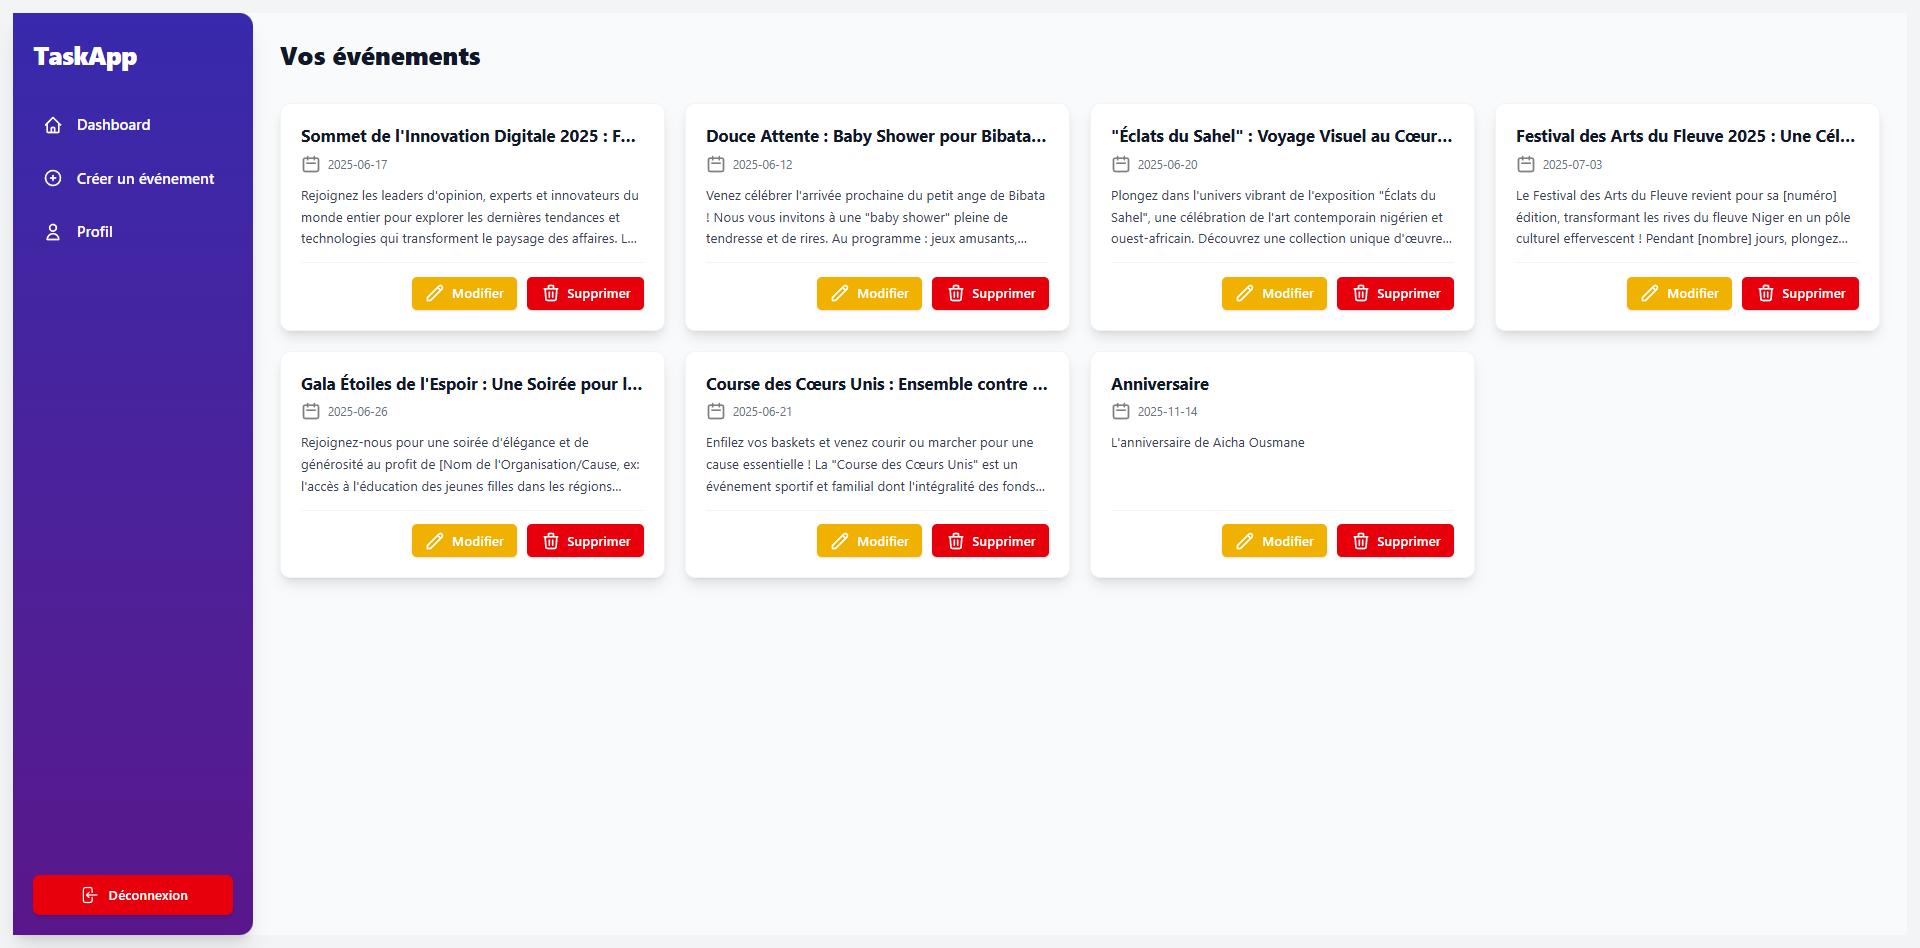 TaskApp
Dashboard
Créer un événement
Profil
Déconnexion
Vos événements
Sommet de l'Innovation Digitale 2025 : F...
2025-06-17
Rejoignez les leaders d'opinion, experts et innovateurs du
monde entier pour explorer les dernières tendances et
technologies qui transforment le paysage des affaires. L...
Modifier
Supprimer
Douce Attente : Baby Shower pour Bibata...
2025-06-12
Venez célébrer l'arrivée prochaine du petit ange de Bibata
! Nous vous invitons à une "baby shower" pleine de
tendresse et de rires. Au programme : jeux amusants,...
Modifier
Supprimer
"Éclats du Sahel" : Voyage Visuel au Cœur...
2025-06-20
Plongez dans l'univers vibrant de l'exposition "Éclats du
Sahel", une célébration de l'art contemporain nigérien et
ouest-africain. Découvrez une collection unique d'œuvre...
Modifier
Supprimer
Festival des Arts du Fleuve 2025 : Une Cél...
2025-07-03
Le Festival des Arts du Fleuve revient pour sa [numéro]
édition, transformant les rives du fleuve Niger en un pôle
culturel effervescent ! Pendant [nombre] jours, plongez...
Modifier
Supprimer
Gala Étoiles de l'Espoir : Une Soirée pour l...
2025-06-26
Rejoignez-nous pour une soirée d'élégance et de
générosité au profit de [Nom de l'Organisation/Cause, ex:
l'accès à l'éducation des jeunes filles dans les régions...
Modifier
Supprimer
Course des Cœurs Unis : Ensemble contre ...
2025-06-21
Enfilez vos baskets et venez courir ou marcher pour une
cause essentielle ! La "Course des Cœurs Unis" est un
événement sportif et familial dont l'intégralité des fonds...
Modifier
Supprimer
Anniversaire
2025-11-14
L'anniversaire de Aicha Ousmane
Modifier
Supprimer